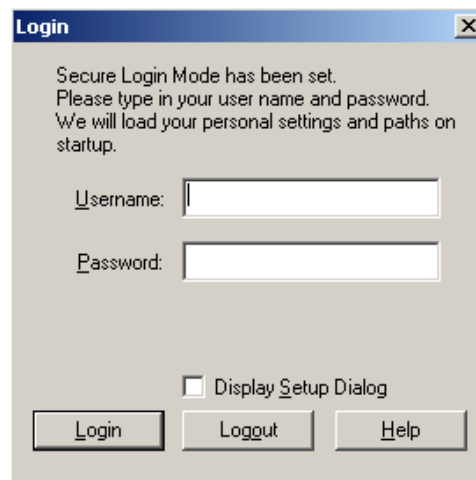 Login
Secure Login Mode has been set.
Please type in your user name and password.
We will load your personal settings and paths on
startup.
Username:
Password:
Display Setup Dialog
Login Logout Help